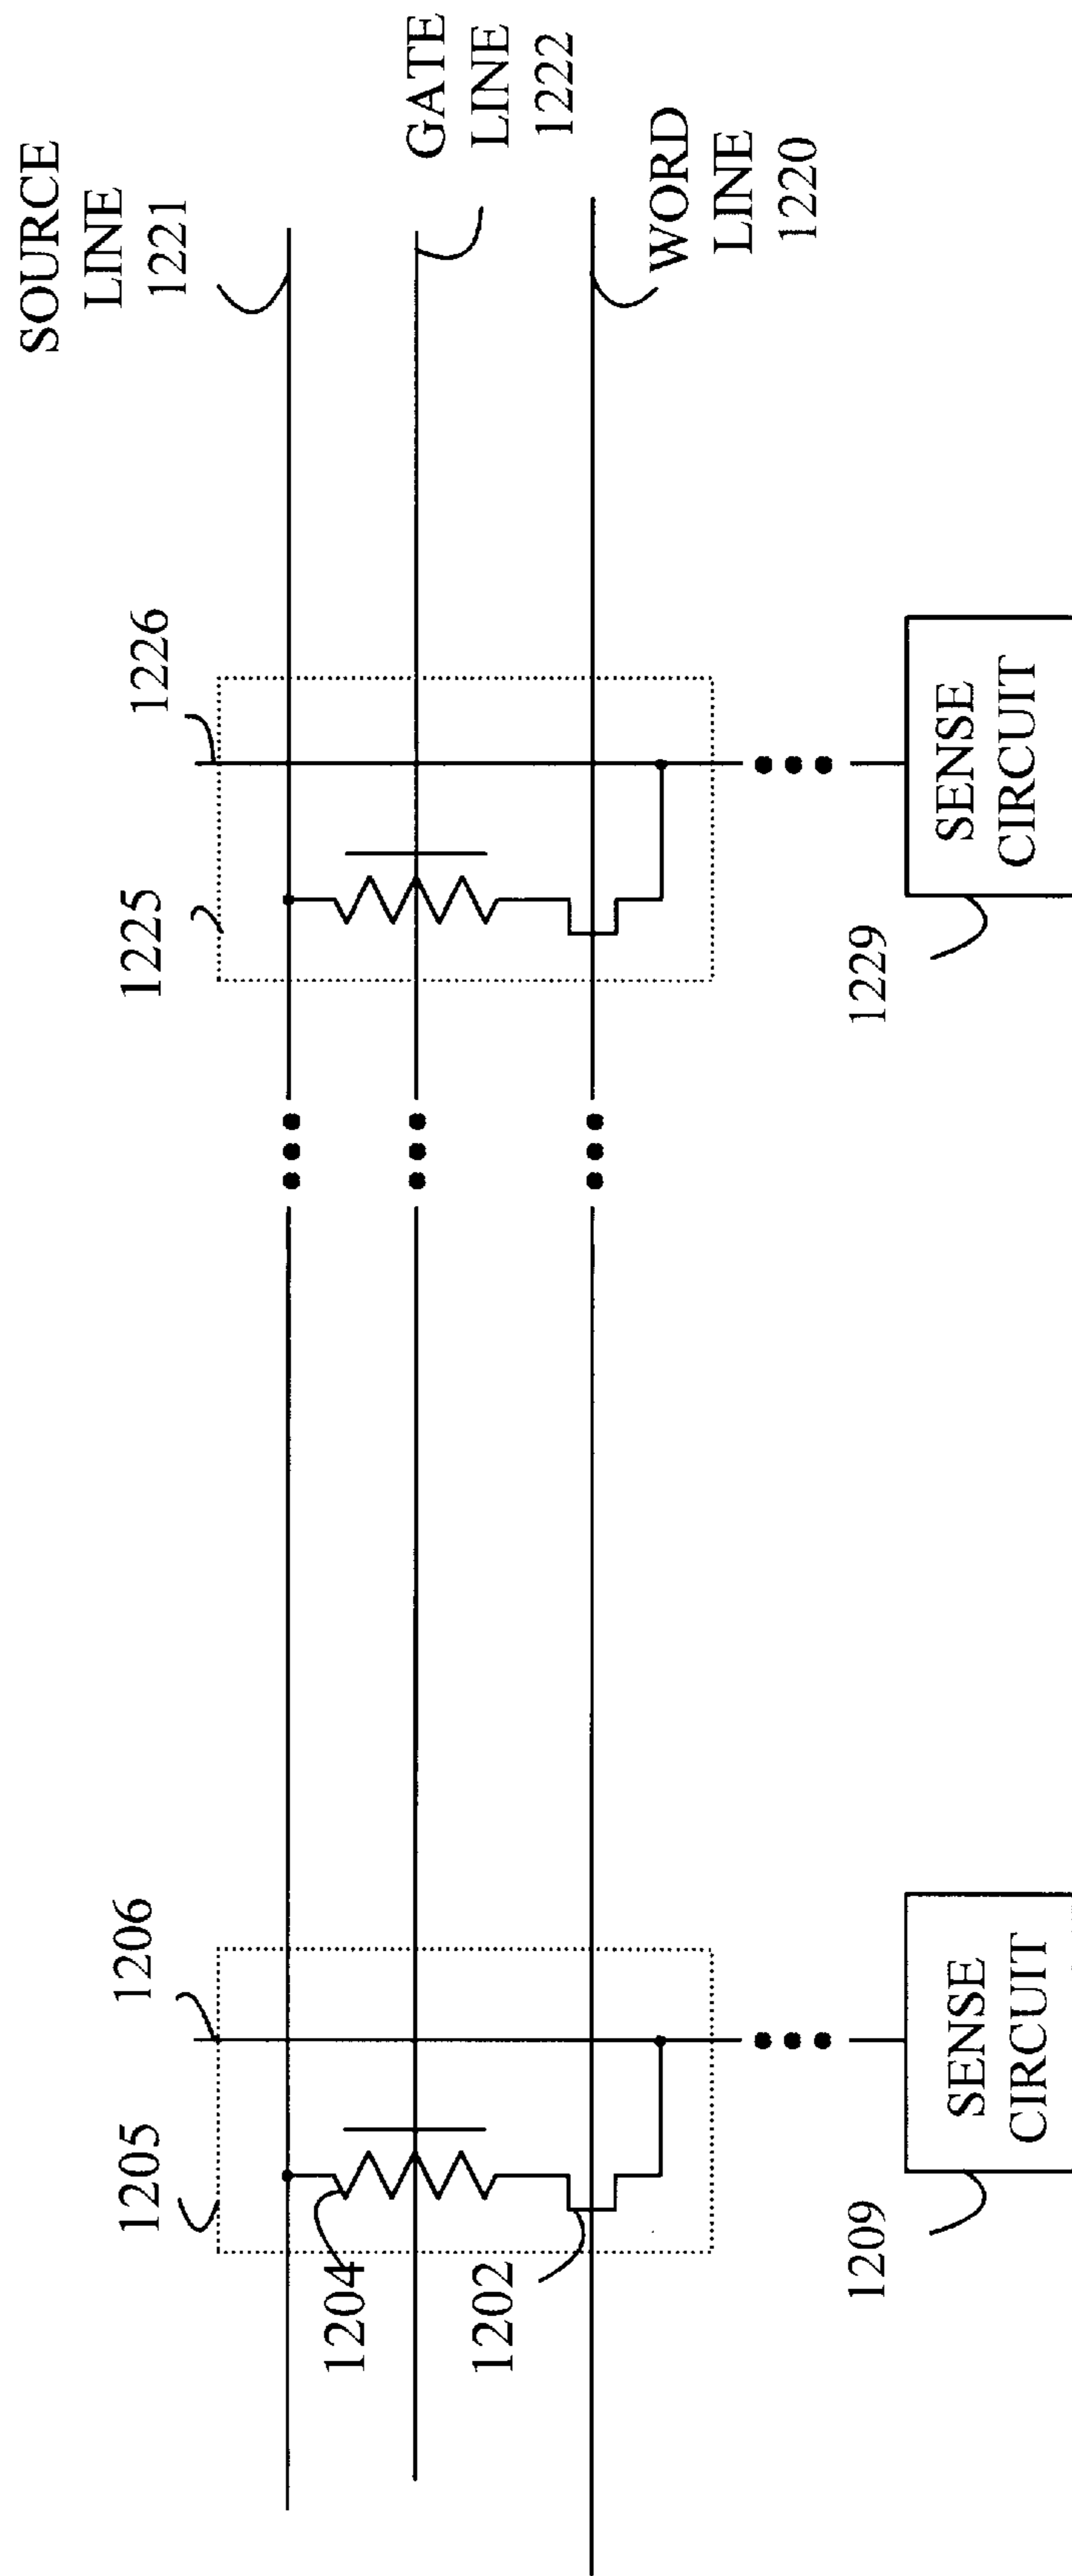 SOURCE
LINE
1221
GATE
LINE
1222
WORD
LINE
1220
1226
1225
SENSE
CIRCUIT
1229
1206
1205
1204
1202
SENSE
CIRCUIT
1209